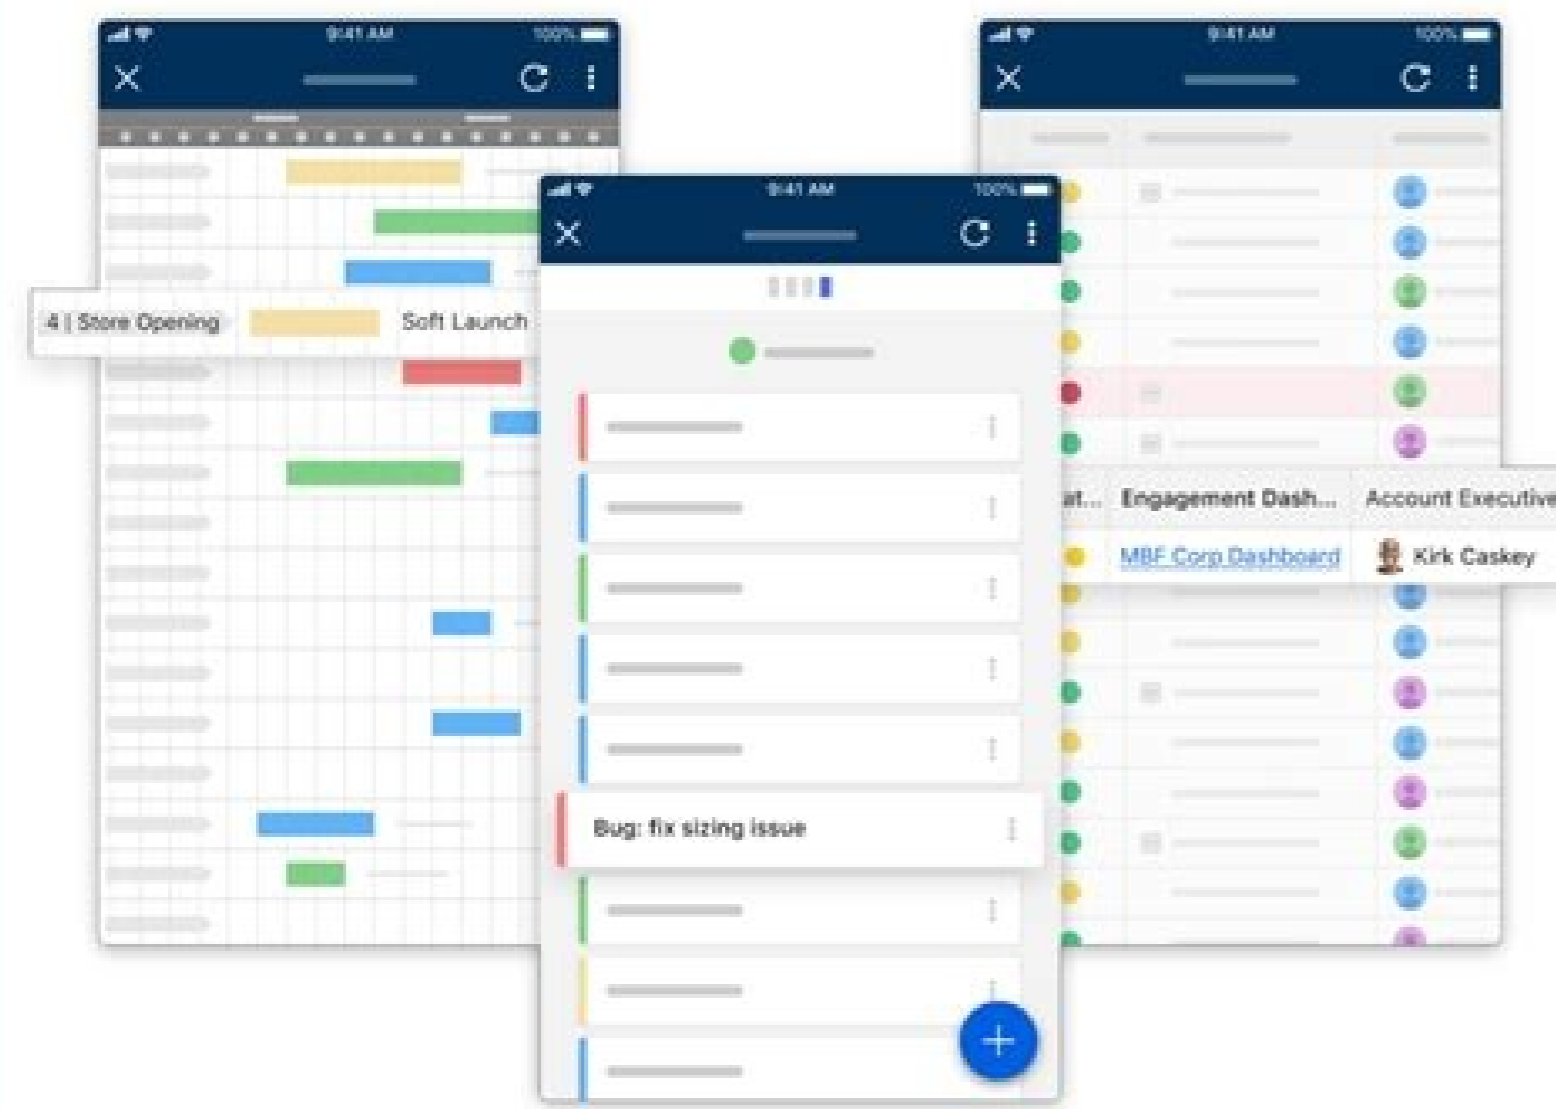 9:41 AM 100%
4 | Store Opening Soft Launch
9:41 AM 100%
Bug: fix sizing issue
9:41 AM 100%
at... Engagement Dash... Account Executive
MBF Corp Dashboard Kirk Caskey